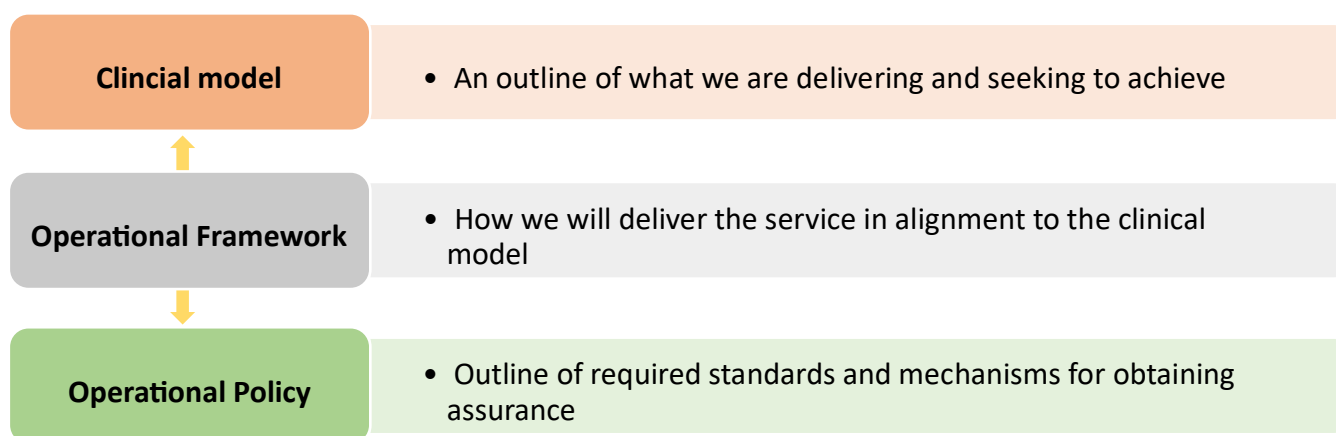 Clincial model
• An outline of what we are delivering and seeking to achieve
Operational Framework
• How we will deliver the service in alignment to the clinical
model
Operational Policy
• Outline of required standards and mechanisms for obtaining
assurance